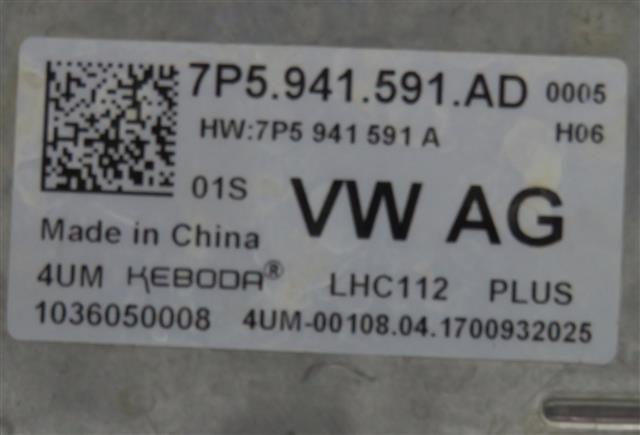 7P5.941.591.AD 0005
HW:7P5 941 591 A H06
01S VW AG
Made in China
4UM KEBODA® LHC112 PLUS
1036050008 4UM-00108.04.1700932025